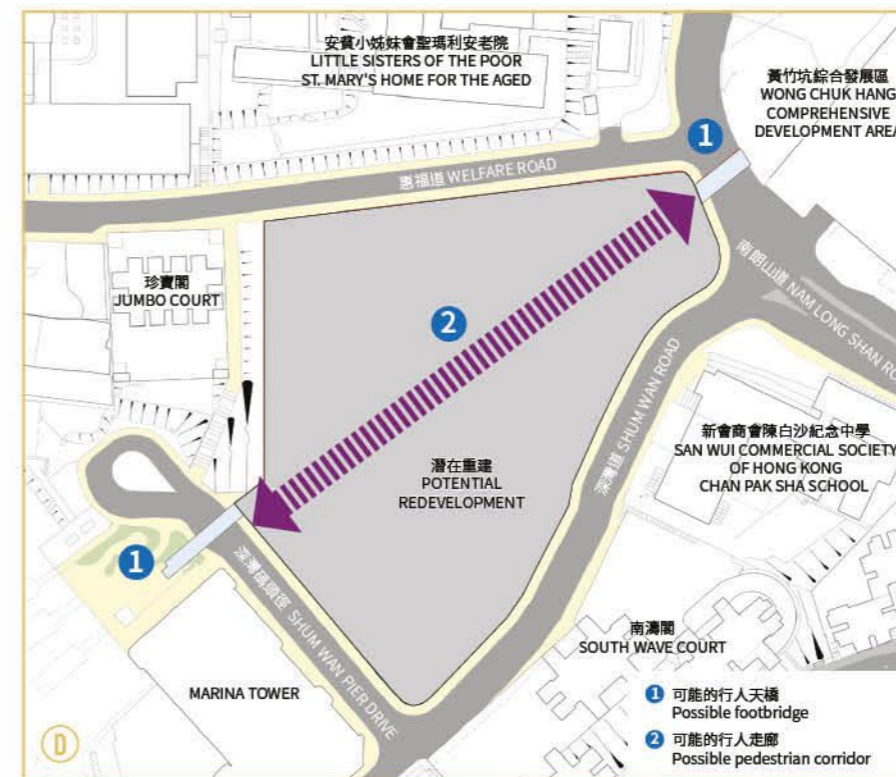 安貧小姊妹會聖瑪利安老院
LITTLE SISTERS OF THE POOR
ST. MARY'S HOME FOR THE AGED
黃竹坑綜合發展區
WONG CHUK HANG
COMPREHENSIVE
DEVELOPMENT AREA
1
惠福道 WELFARE ROAD
珍寶閣
JUMBO COURT
2
南朗山道 NAM LONG SHAN RO
深灣道 SHUM WAN ROAD
新會商會陳白沙紀念中學
SAN WUI COMMERCIAL SOCIETY
OF HONG KONG
CHAN PAK SHA SCHOOL
潛在重建
POTENTIAL
REDEVELOPMENT
1
深灣碼頭徑 SHUM WAN PIER DRIVE
南濤閣
SOUTH WAVE COURT
MARINA TOWER
D
1 可能的行人天橋
Possible footbridge
2 可能的行人走廊
Possible pedestrian corridor